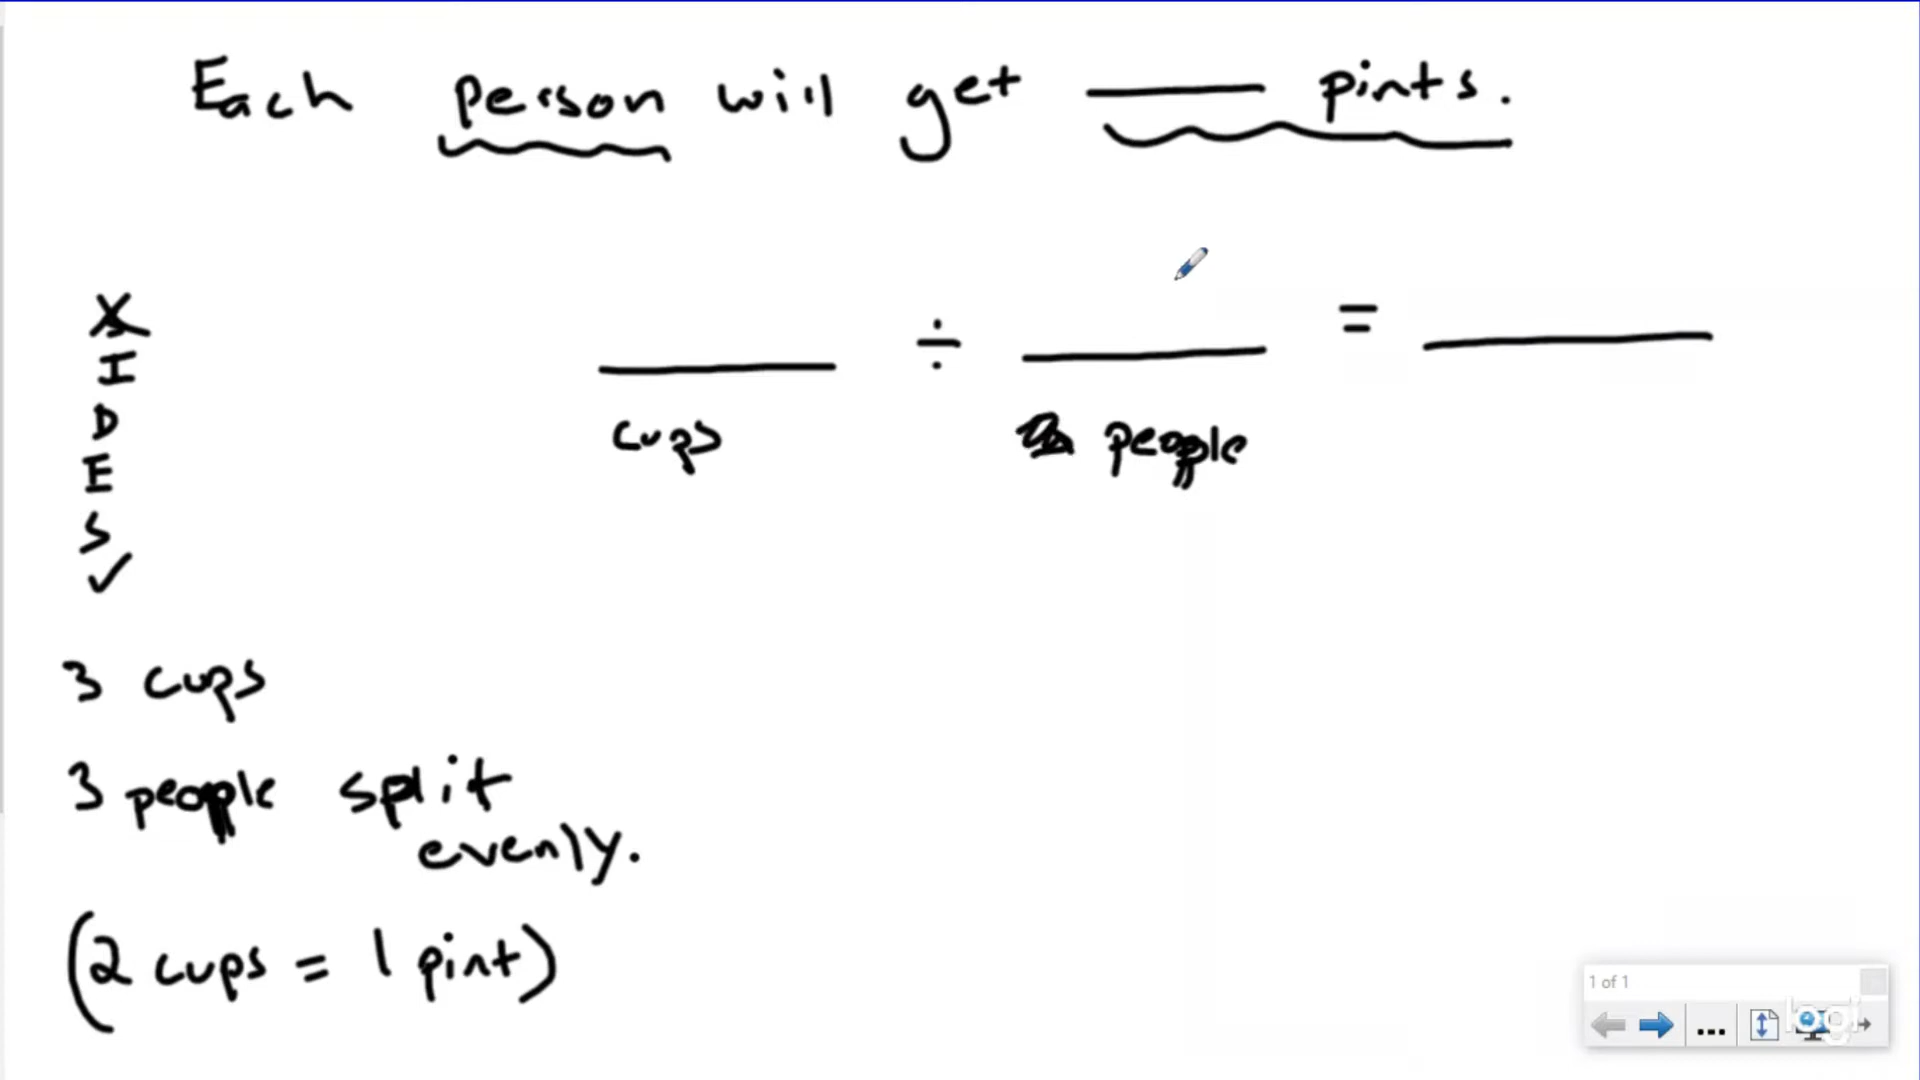 Each person will get ____ pints.
X
I
D
E
S
✓
____ ÷ ____ = ____
cups people
3 cups
3 people split
evenly.
(2 cups = 1 pint)
1 of 1
...
logi